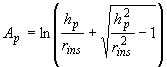 A_p = ln ( h_p / r_ins + √( h_p^2 / r_ins^2 − 1 ) )